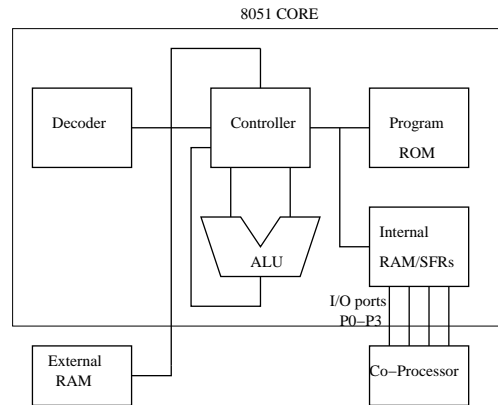 8051 CORE
Decoder
Controller
Program
ROM
Internal
RAM/SFRs
ALU
I/O ports
P0−P3
External
RAM
Co−Processor